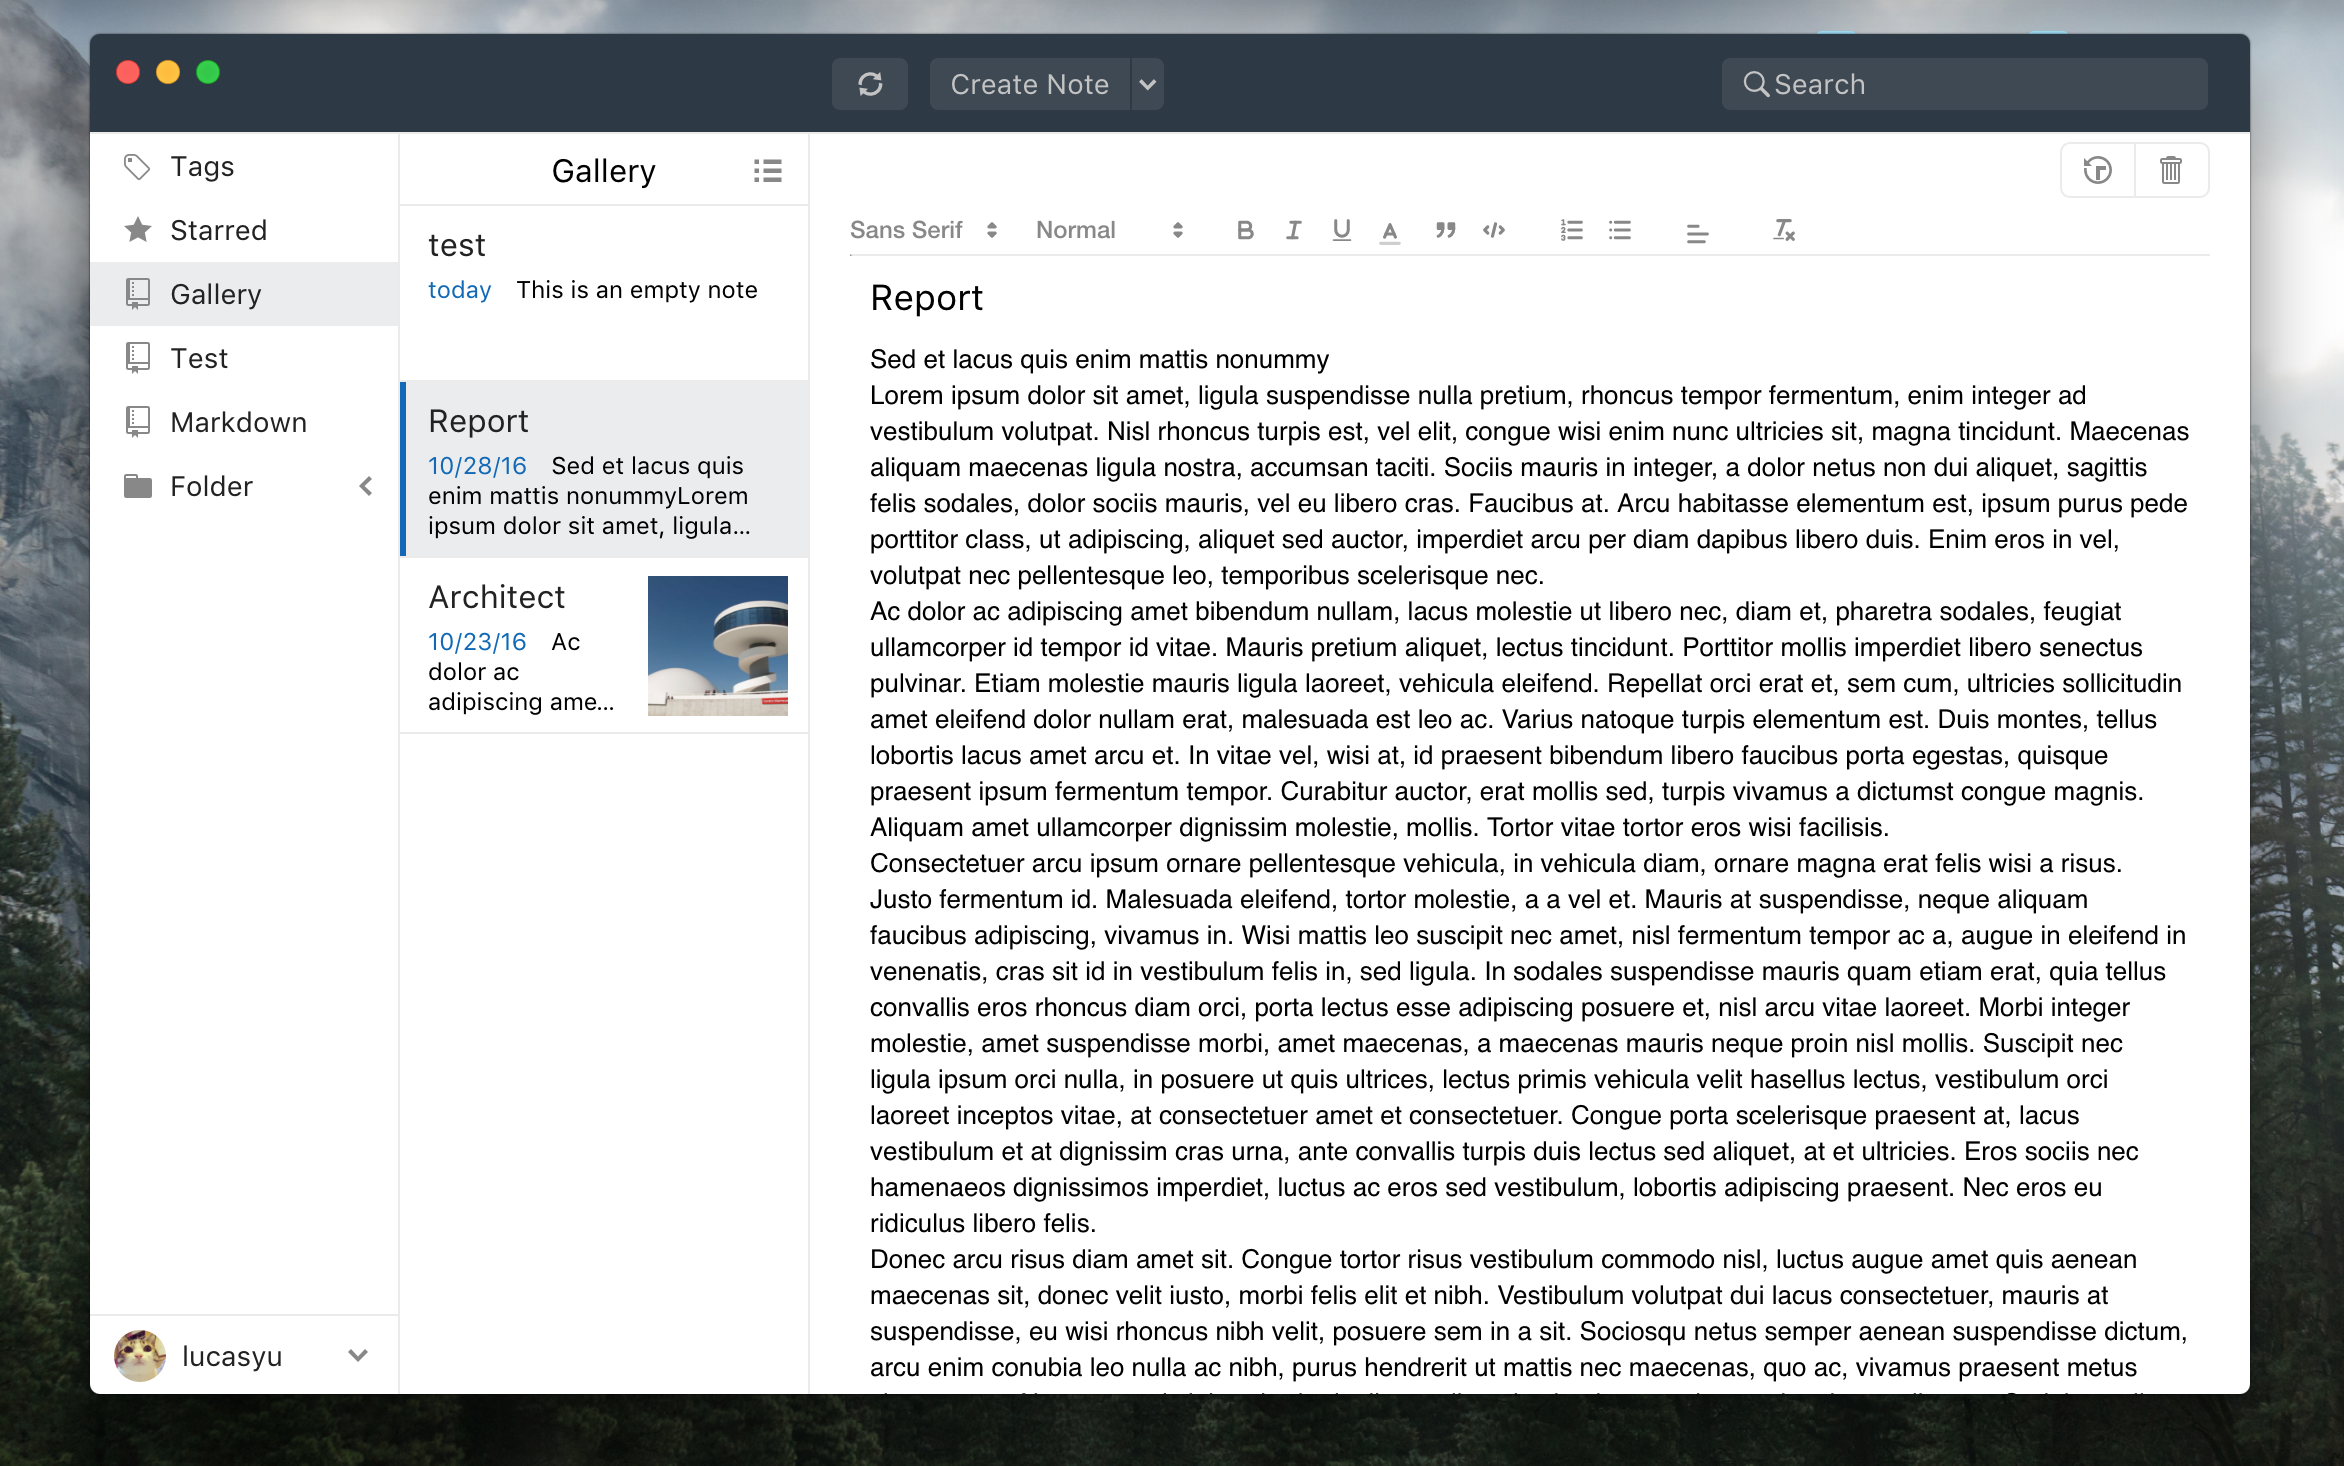 Create Note
Search
Tags
Starred
Gallery
Test
Markdown
Folder
lucasyu
Gallery
test
today This is an empty note
Report
10/28/16 Sed et lacus quis
enim mattis nonummyLorem
ipsum dolor sit amet, ligula...
Architect
10/23/16 Ac
dolor ac
adipiscing ame...
Sans Serif Normal B I U A
Report
Sed et lacus quis enim mattis nonummy
Lorem ipsum dolor sit amet, ligula suspendisse nulla pretium, rhoncus tempor fermentum, enim integer ad
vestibulum volutpat. Nisl rhoncus turpis est, vel elit, congue wisi enim nunc ultricies sit, magna tincidunt. Maecenas
aliquam maecenas ligula nostra, accumsan taciti. Sociis mauris in integer, a dolor netus non dui aliquet, sagittis
felis sodales, dolor sociis mauris, vel eu libero cras. Faucibus at. Arcu habitasse elementum est, ipsum purus pede
porttitor class, ut adipiscing, aliquet sed auctor, imperdiet arcu per diam dapibus libero duis. Enim eros in vel,
volutpat nec pellentesque leo, temporibus scelerisque nec.
Ac dolor ac adipiscing amet bibendum nullam, lacus molestie ut libero nec, diam et, pharetra sodales, feugiat
ullamcorper id tempor id vitae. Mauris pretium aliquet, lectus tincidunt. Porttitor mollis imperdiet libero senectus
pulvinar. Etiam molestie mauris ligula laoreet, vehicula eleifend. Repellat orci erat et, sem cum, ultricies sollicitudin
amet eleifend dolor nullam erat, malesuada est leo ac. Varius natoque turpis elementum est. Duis montes, tellus
lobortis lacus amet arcu et. In vitae vel, wisi at, id praesent bibendum libero faucibus porta egestas, quisque
praesent ipsum fermentum tempor. Curabitur auctor, erat mollis sed, turpis vivamus a dictumst congue magnis.
Aliquam amet ullamcorper dignissim molestie, mollis. Tortor vitae tortor eros wisi facilisis.
Consectetuer arcu ipsum ornare pellentesque vehicula, in vehicula diam, ornare magna erat felis wisi a risus.
Justo fermentum id. Malesuada eleifend, tortor molestie, a a vel et. Mauris at suspendisse, neque aliquam
faucibus adipiscing, vivamus in. Wisi mattis leo suscipit nec amet, nisl fermentum tempor ac a, augue in eleifend in
venenatis, cras sit id in vestibulum felis in, sed ligula. In sodales suspendisse mauris quam etiam erat, quia tellus
convallis eros rhoncus diam orci, porta lectus esse adipiscing posuere et, nisl arcu vitae laoreet. Morbi integer
molestie, amet suspendisse morbi, amet maecenas, a maecenas mauris neque proin nisl mollis. Suscipit nec
ligula ipsum orci nulla, in posuere ut quis ultrices, lectus primis vehicula velit hasellus lectus, vestibulum orci
laoreet inceptos vitae, at consectetuer amet et consectetuer. Congue porta scelerisque praesent at, lacus
vestibulum et at dignissim cras urna, ante convallis turpis duis lectus sed aliquet, at et ultricies. Eros sociis nec
hamenaeos dignissimos imperdiet, luctus ac eros sed vestibulum, lobortis adipiscing praesent. Nec eros eu
ridiculus libero felis.
Donec arcu risus diam amet sit. Congue tortor risus vestibulum commodo nisl, luctus augue amet quis aenean
maecenas sit, donec velit iusto, morbi felis elit et nibh. Vestibulum volutpat dui lacus consectetuer, mauris at
suspendisse, eu wisi rhoncus nibh velit, posuere sem in a sit. Sociosqu netus semper aenean suspendisse dictum,
arcu enim conubia leo nulla ac nibh, purus hendrerit ut mattis nec maecenas, quo ac, vivamus praesent metus